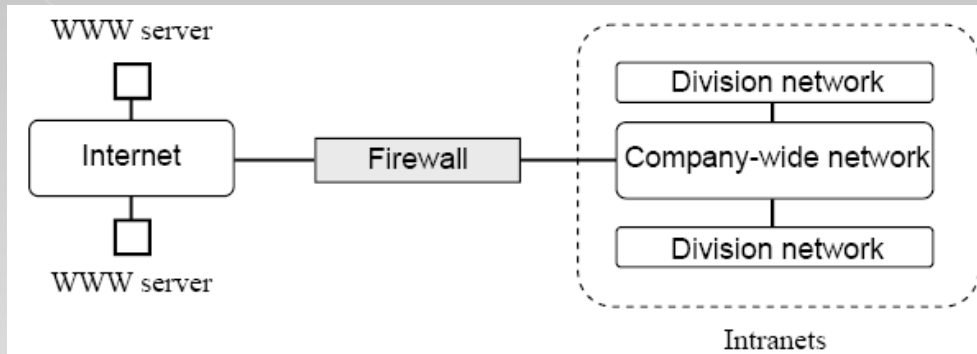 WWW server
Division network
Internet
Firewall
Company-wide network
Division network
WWW server
Intranets